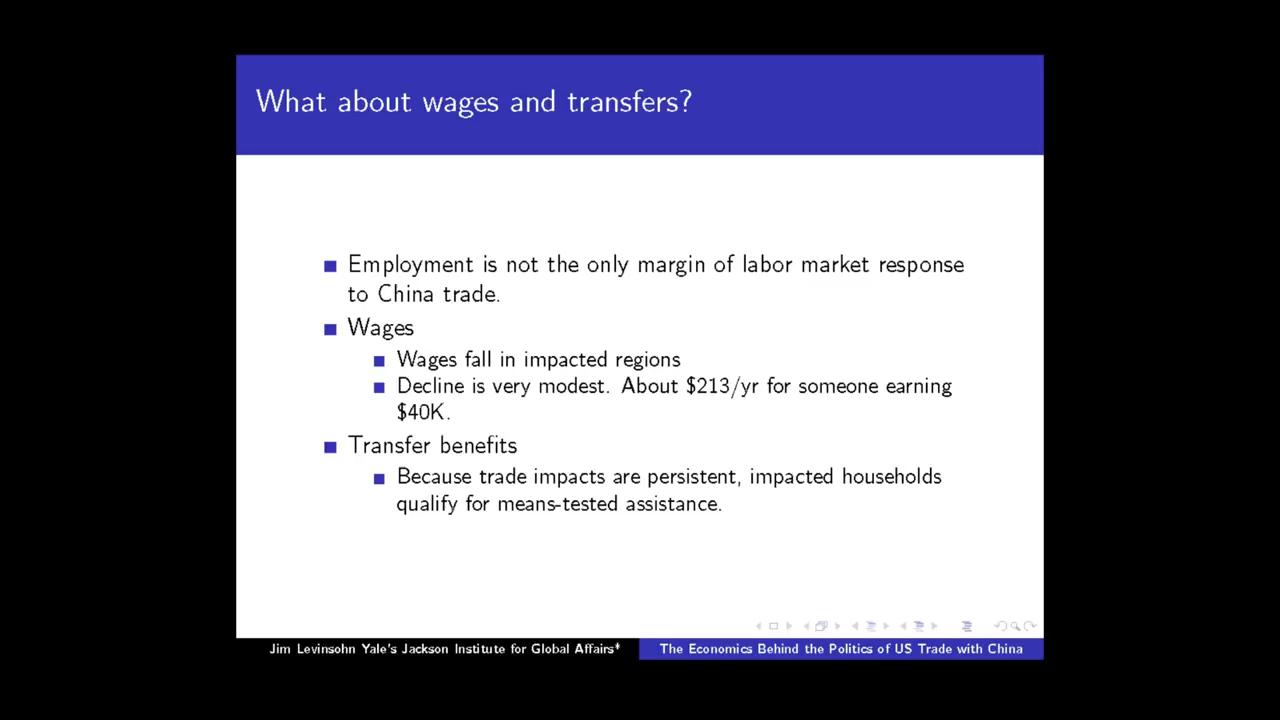 What about wages and transfers?
Employment is not the only margin of labor market response
to China trade.
Wages
Wages fall in impacted regions
Decline is very modest. About $213/yr for someone earning
$40K.
Transfer benefits
Because trade impacts are persistent, impacted households
qualify for means-tested assistance.
Jim Levinsohn Yale's Jackson Institute for Global Affairs*
The Economics Behind the Politics of US Trade with China